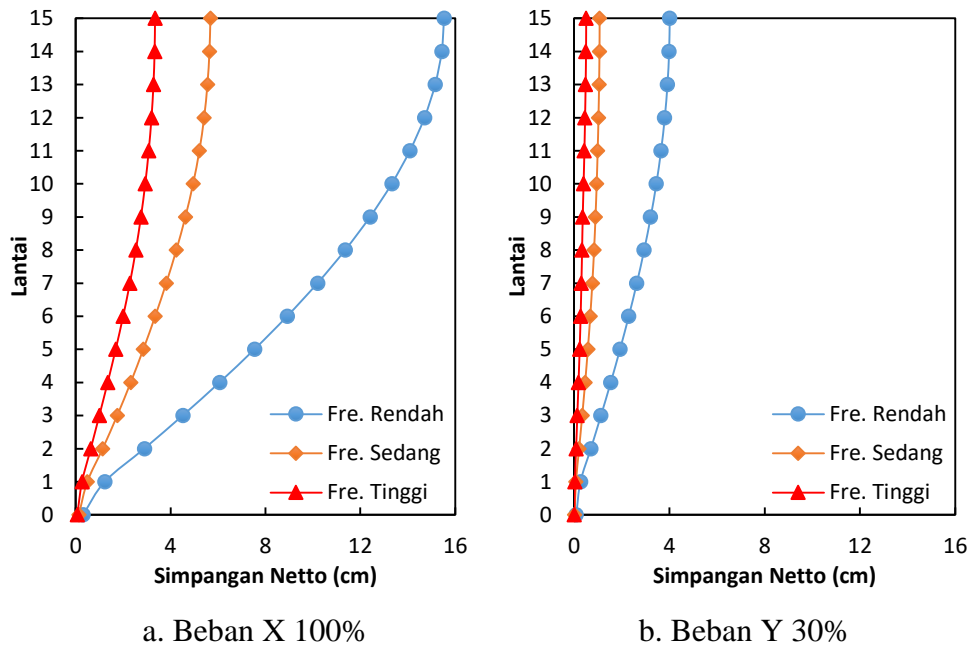 15
14
13
12
11
10
9
8
7
6
5
4
3
2
1
0
Lantai
Fre. Rendah
Fre. Sedang
Fre. Tinggi
0 4 8 12 16
Simpangan Netto (cm)
a. Beban X 100%
15
14
13
12
11
10
9
8
7
6
5
4
3
2
1
0
Lantai
Fre. Rendah
Fre. Sedang
Fre. Tinggi
0 4 8 12 16
Simpangan Netto (cm)
b. Beban Y 30%